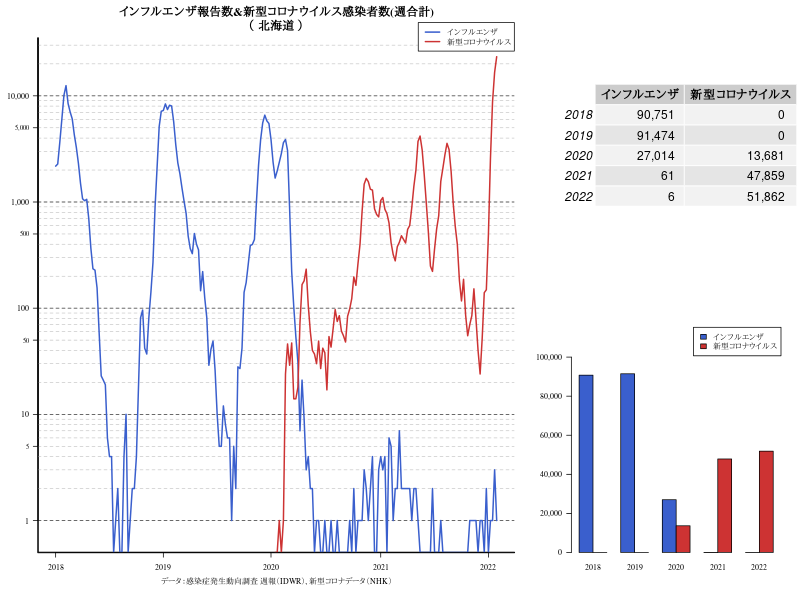 インフルエンザ報告数&新型コロナウイルス感染者数(週合計)
( 北海道 )
インフルエンザ
新型コロナウイルス
10,000
5,000
1,000
500
100
50
10
5
1
2018
2019
2020
2021
2022
データ:感染症発生動向調査 週報(IDWR)、新型コロナデータ(NHK)
インフルエンザ 新型コロナウイルス
2018 90,751 0
2019 91,474 0
2020 27,014 13,681
2021 61 47,859
2022 6 51,862
インフルエンザ
新型コロナウイルス
100,000
80,000
60,000
40,000
20,000
0
2018
2019
2020
2021
2022